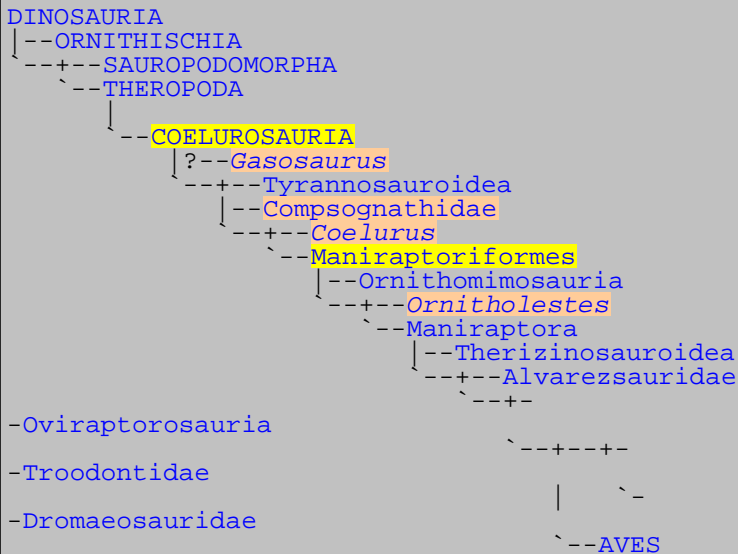 DINOSAURIA
|--ORNITHISCHIA
`--+--SAUROPODOMORPHA
`--THEROPODA
|
`--COELUROSAURIA
|?--Gasosaurus
`--+--Tyrannosauroidea
|--Compsognathidae
`--+--Coelurus
`--Maniraptoriformes
|--Ornithomimosauria
`--+--Ornitholestes
`--Maniraptora
|--Therizinosauroidea
`--+--Alvarezsauridae
`--+-
-Oviraptorosauria
`--+--+-
-Troodontidae
| `-
-Dromaeosauridae
`--AVES